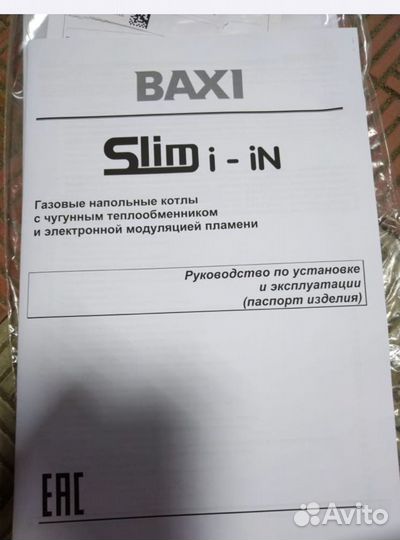 BAXI
Slim i - iN
Газовые напольные котлы
с чугунным теплообменником
и электронной модуляцией пламени
Руководство по установке
и эксплуатации
(паспорт изделия)
EAC
Avito